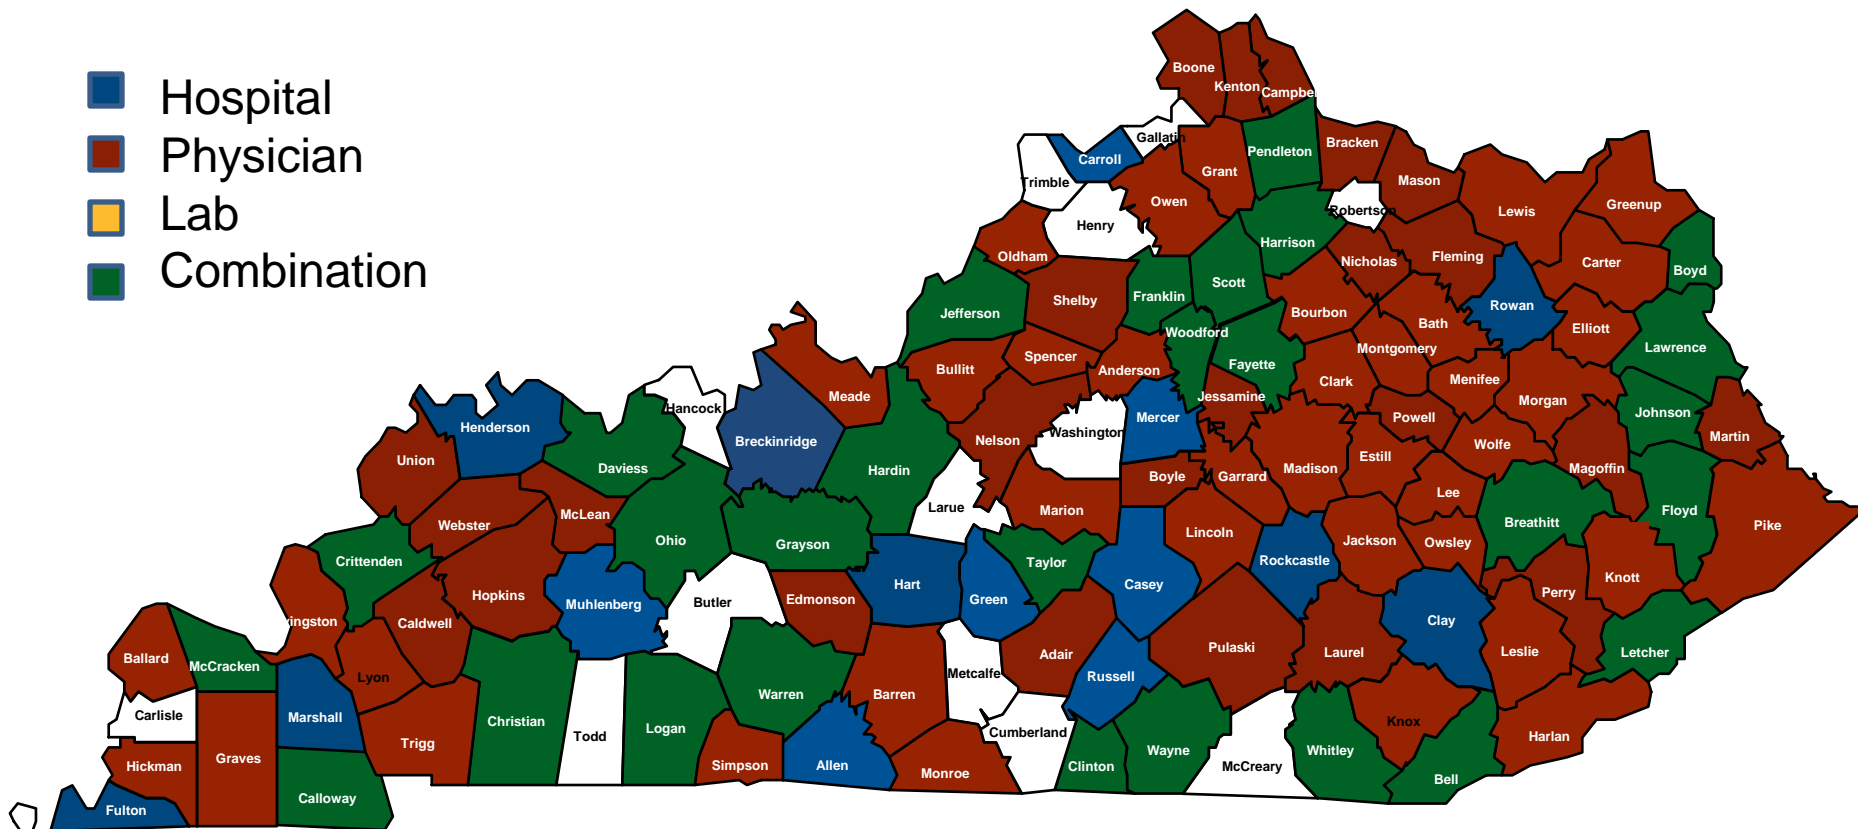 Hospital
Physician
Lab
Combination
Boone
Kenton
Campbe
Gallatin
Carroll
Trimble
Grant
Pendleton
Bracken
Mason
Owen
Henry
Robertson
Lewis
Greenup
Oldham
Harrison
Nicholas
Fleming
Carter
Boyd
Jefferson
Shelby
Franklin
Scott
Bourbon
Rowan
Elliott
Woodford
Bath
Lawrence
Bullitt
Spencer
Anderson
Fayette
Montgomery
Clark
Menifee
Morgan
Meade
Jessamine
Powell
Johnson
Martin
Hancock
Henderson
Breckinridge
Nelson
Washington
Mercer
Union
Daviess
Hardin
Boyle
Garrard
Madison
Estill
Wolfe
Magoffin
Lee
Webster
McLean
Larue
Marion
Lincoln
Floyd
Pike
Crittenden
Ohio
Grayson
Taylor
Rockcastle
Jackson
Owsley
Breathitt
Hopkins
Muhlenberg
Butler
Edmonson
Hart
Green
Casey
Perry
Knott
ingston
Caldwell
Clay
Ballard
McCracken
Lyon
Adair
Pulaski
Laurel
Leslie
Letcher
Carlisle
Marshall
Christian
Warren
Barren
Metcalfe
Russell
Hickman
Graves
Trigg
Todd
Logan
Simpson
Allen
Monroe
Cumberland
Clinton
Wayne
McCreary
Whitley
Knox
Bell
Harlan
Fulton
Calloway